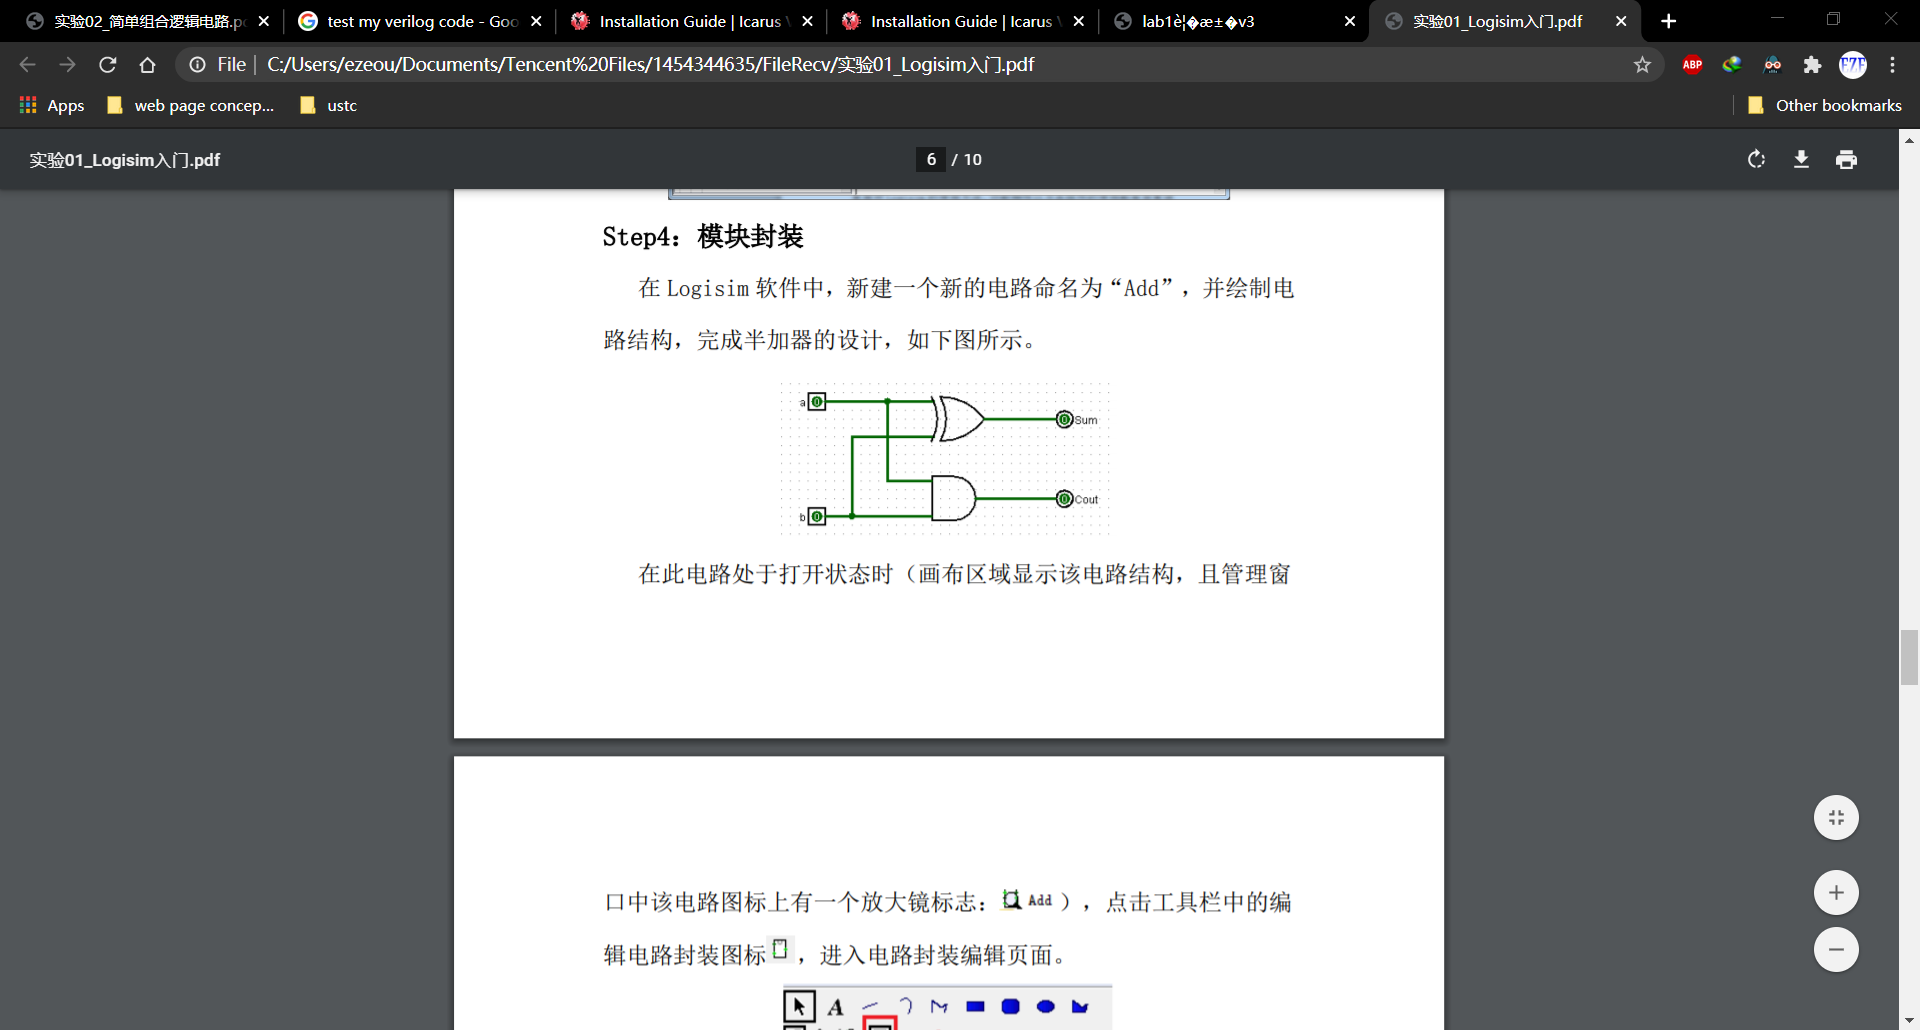 实验02_简单组合逻辑电路.p
test my verilog code - Goo
Installation Guide | Icarus
Installation Guide | Icarus
lab1è¦�æ±�v3
实验01_Logisim入门.pdf
File
C:/Users/ezeou/Documents/Tencent%20Files/1454344635/FileRecv/实验01_Logisim入门.pdf
ABP
EZE
Apps
web page concep...
ustc
Other bookmarks
实验01_Logisim入门.pdf
6 / 10
Step4：模块封装
在 Logisim 软件中，新建一个新的电路命名为“Add”，并绘制电
路结构，完成半加器的设计，如下图所示。
a 0
0 Sum
0 Cout
b 0
在此电路处于打开状态时（画布区域显示该电路结构，且管理窗
口中该电路图标上有一个放大镜标志： Add ），点击工具栏中的编
辑电路封装图标 ，进入电路封装编辑页面。
A